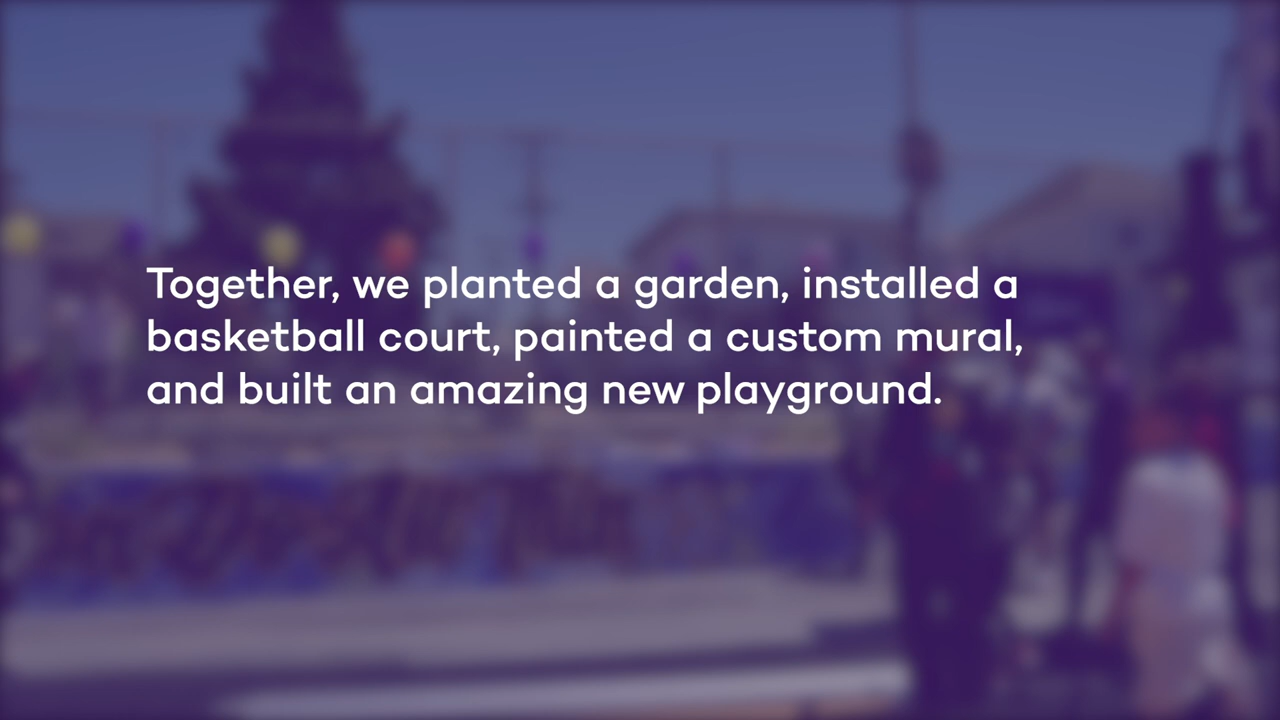 Together, we planted a garden, installed a
basketball court, painted a custom mural,
and built an amazing new playground.